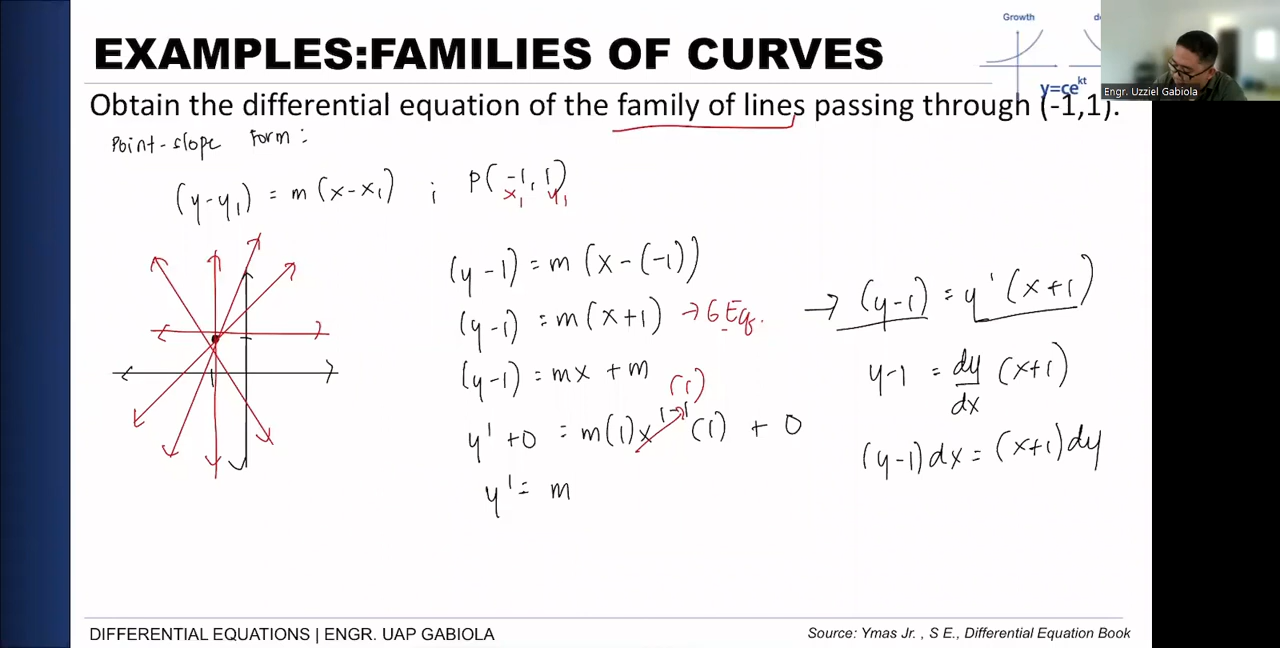 Growth
EXAMPLES:FAMILIES OF CURVES
y=ce^kt
Engr. Uzziel Gabiola
Obtain the differential equation of the family of lines passing through (-1,1).
Point-slope Form:
(y-y₁) = m(x-x₁) ; P(-1, 1)
x₁ y₁
(y-1) = m(x-(-1))
(y-1) = m(x+1) → G Eq.
(y-1) = mx + m
(1)
y' + 0 = m(1)x^1-1 (1) + 0
y' = m
→ (y-1) = y'(x+1)
y-1 = dy/dx (x+1)
(y-1)dx = (x+1)dy
DIFFERENTIAL EQUATIONS | ENGR. UAP GABIOLA
Source: Ymas Jr. , S E., Differential Equation Book